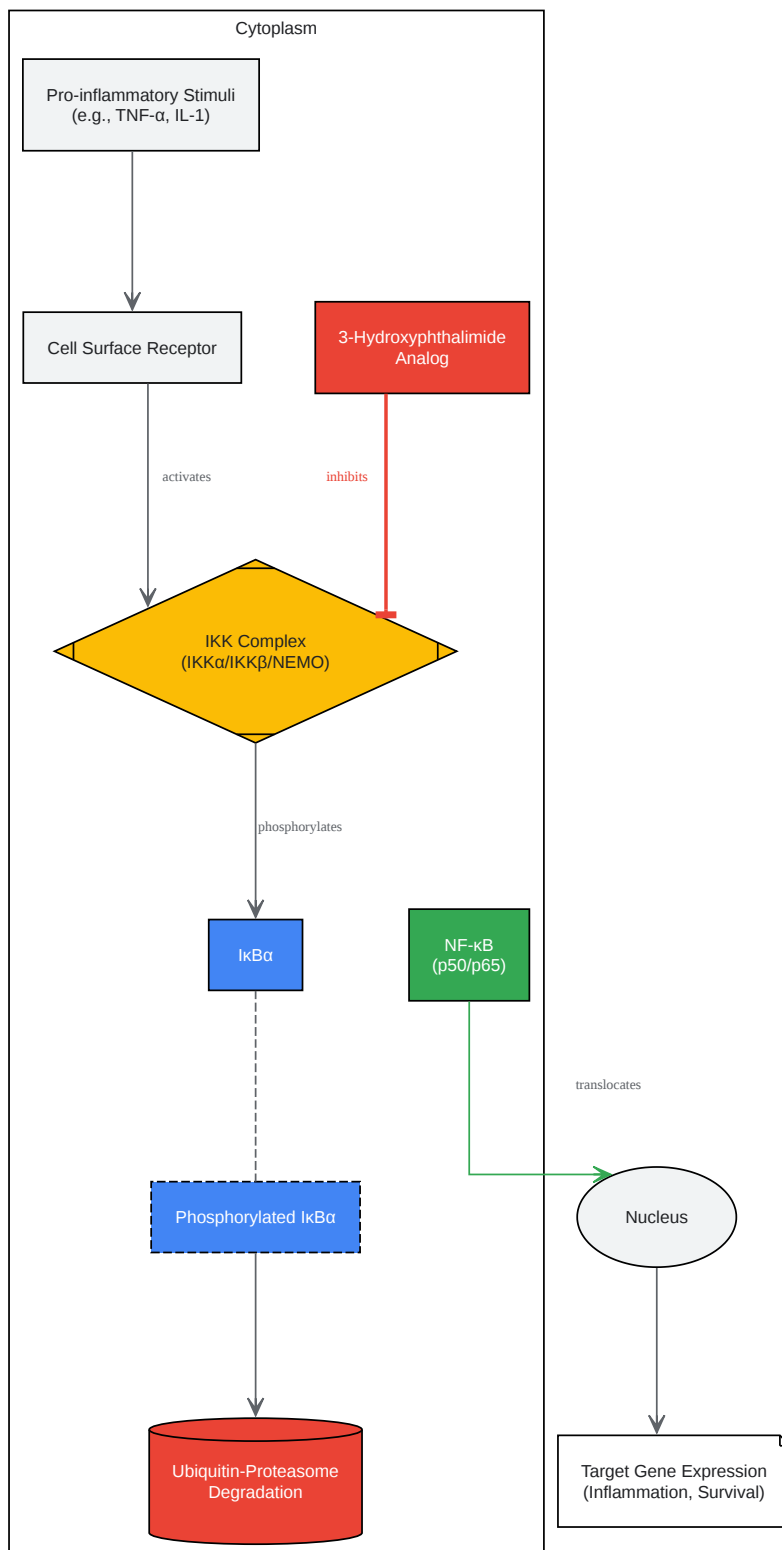 Cytoplasm
Pro-inflammatory Stimuli
(e.g., TNF-α, IL-1)
Cell Surface Receptor
3-Hydroxyphthalimide
Analog
activates
inhibits
IKK Complex
(IKKα/IKKβ/NEMO)
phosphorylates
IκBα
NF-κB
(p50/p65)
translocates
Phosphorylated IκBα
Nucleus
Ubiquitin-Proteasome
Degradation
Target Gene Expression
(Inflammation, Survival)